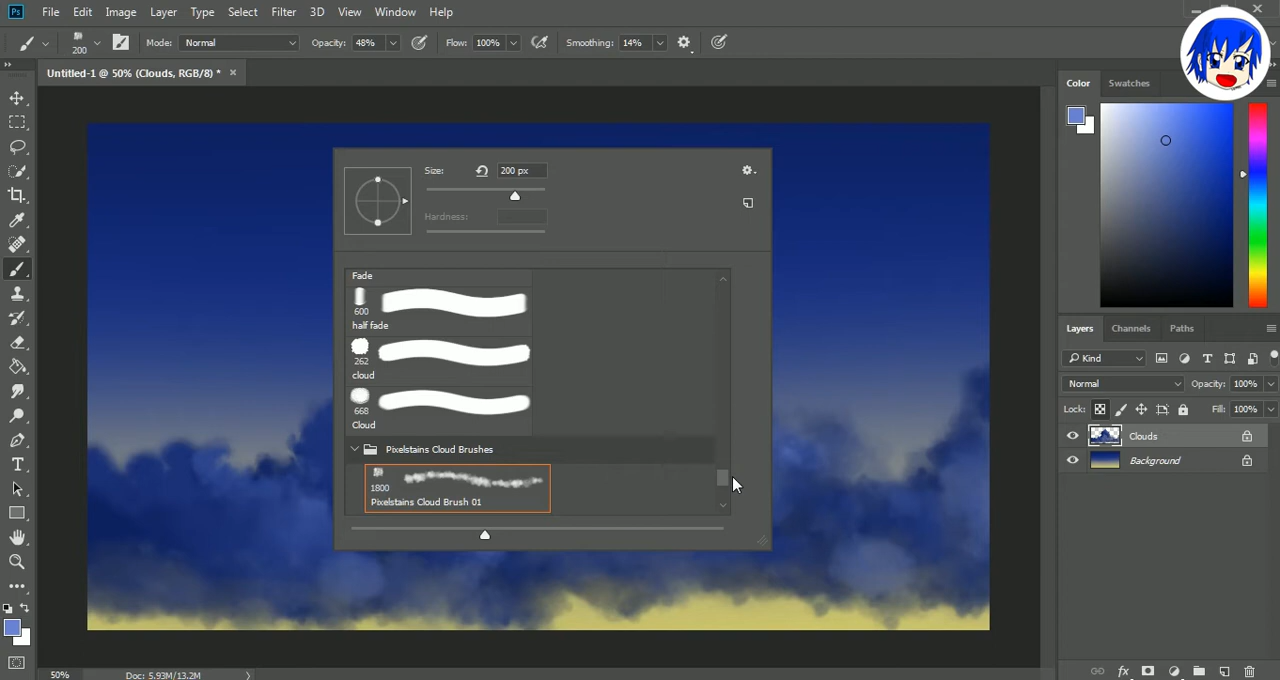 Ps File Edit Image Layer Type Select Filter 3D View Window Help
200 Mode: Normal Opacity: 48% Flow: 100% Smoothing: 14%
Untitled-1 @ 50% (Clouds, RGB/8) * ×
Color Swatches
Size: 200 px
Hardness:
Fade
600
half fade
262
cloud
668
Cloud
Pixelstains Cloud Brushes
1800
Pixelstains Cloud Brush 01
Layers Channels Paths
Kind
Normal Opacity: 100%
Lock: Fill: 100%
Clouds
Background
50% Doc: 5.93M/13.2M